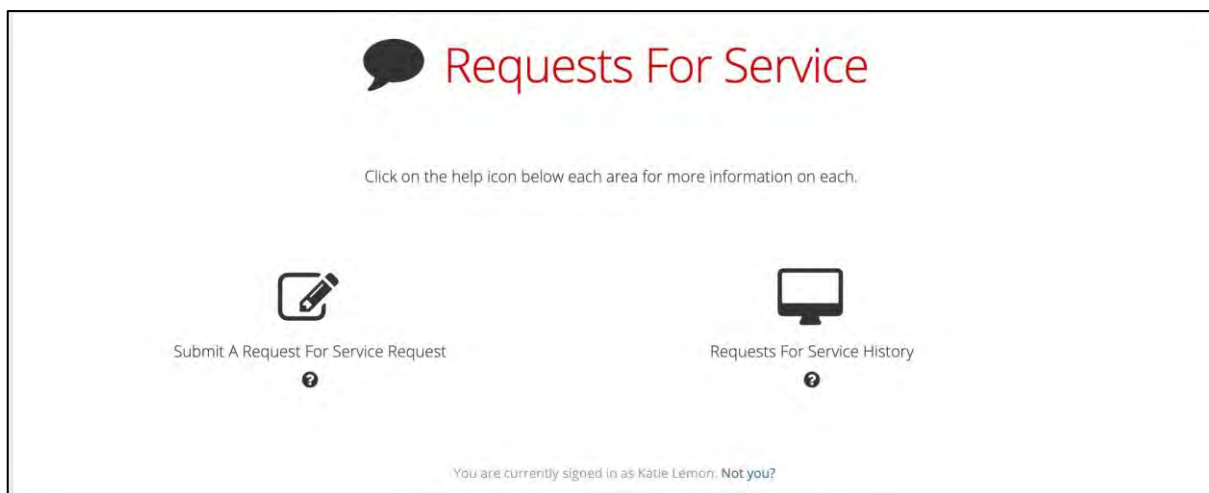 Requests For Service
Click on the help icon below each area for more information on each.
Submit A Request For Service Request
Requests For Service History
You are currently signed in as Katie Lemon. Not you?